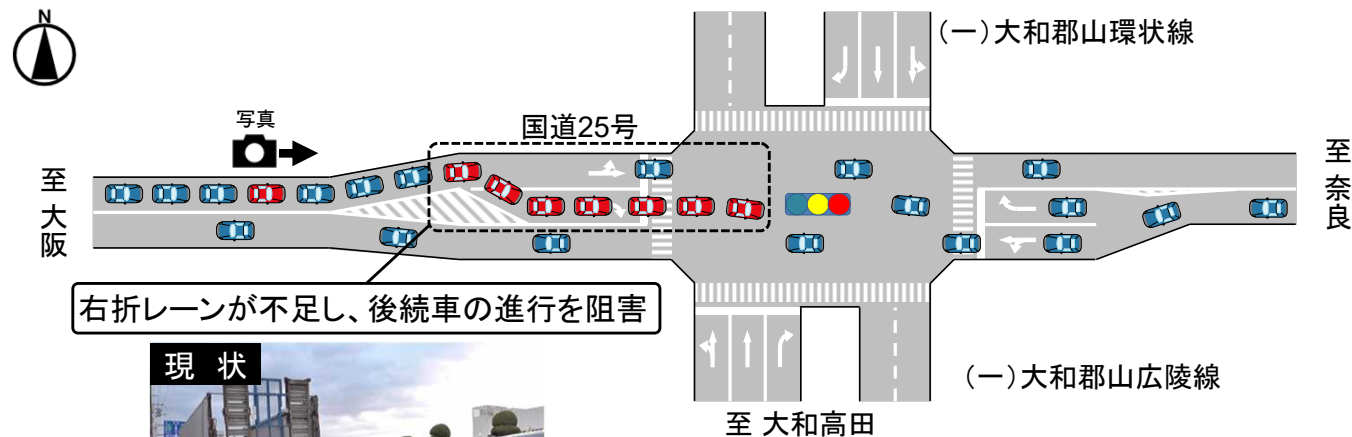 N
(一)大和郡山環状線
写真
国道25号
至大阪
至奈良
右折レーンが不足し、後続車の進行を阻害
現 状
(一)大和郡山広陵線
至 大和高田